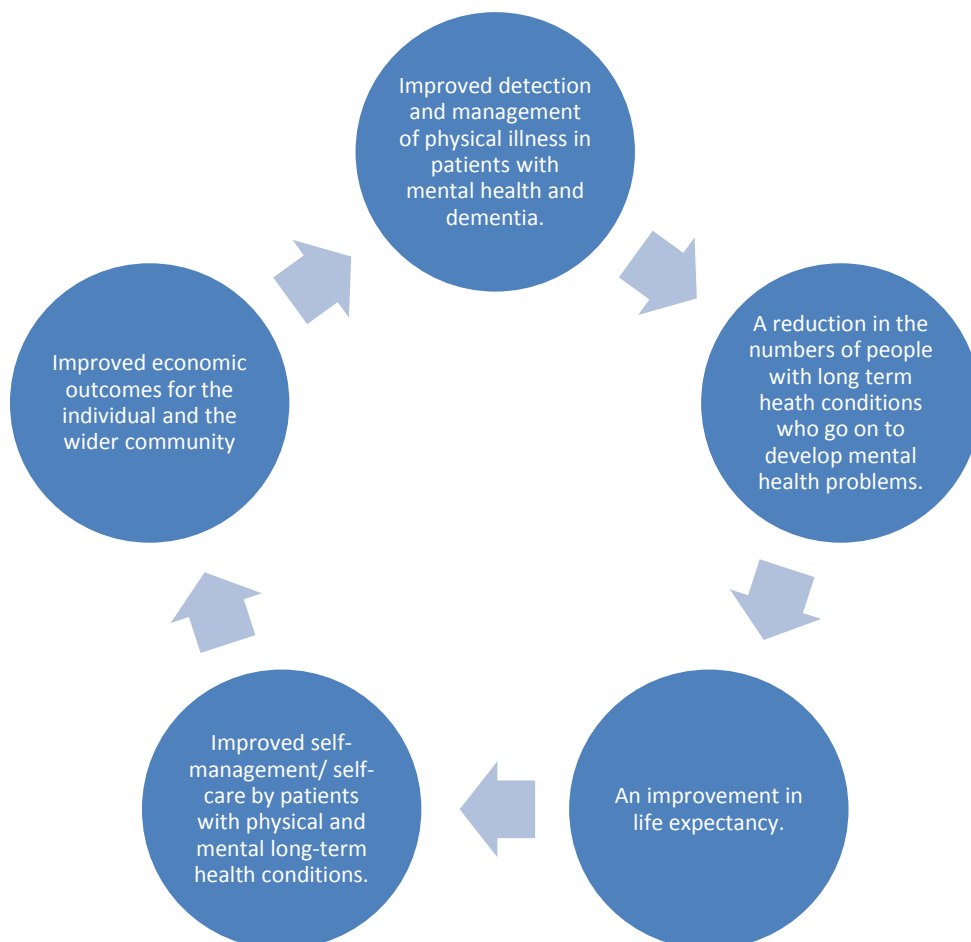 Improved detection
and management
of physical illness in
patients with
mental health and
dementia.
A reduction in the
numbers of people
with long term
heath conditions
who go on to
develop mental
health problems.
An improvement in
life expectancy.
Improved self-
management/ self-
care by patients
with physical and
mental long-term
health conditions.
Improved economic
outcomes for the
individual and the
wider community